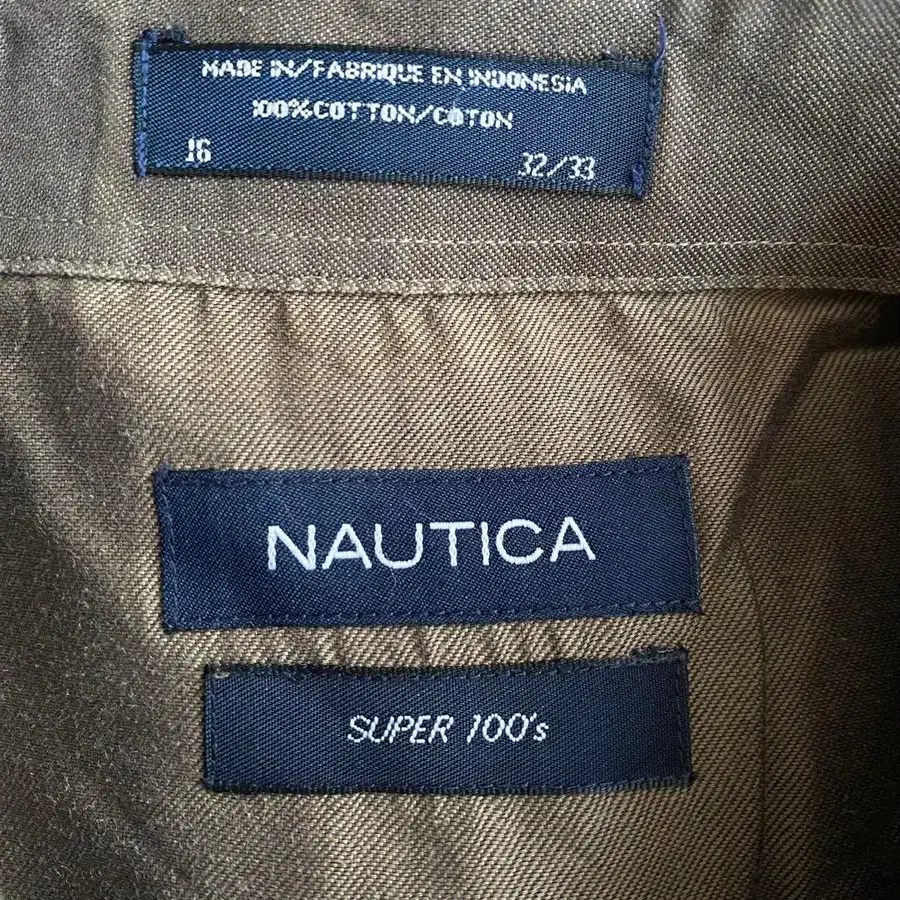 MADE IN/FABRIQUE EN INDONESIA
100%COTTON/COTON
16 32/33
NAUTICA
SUPER 100's